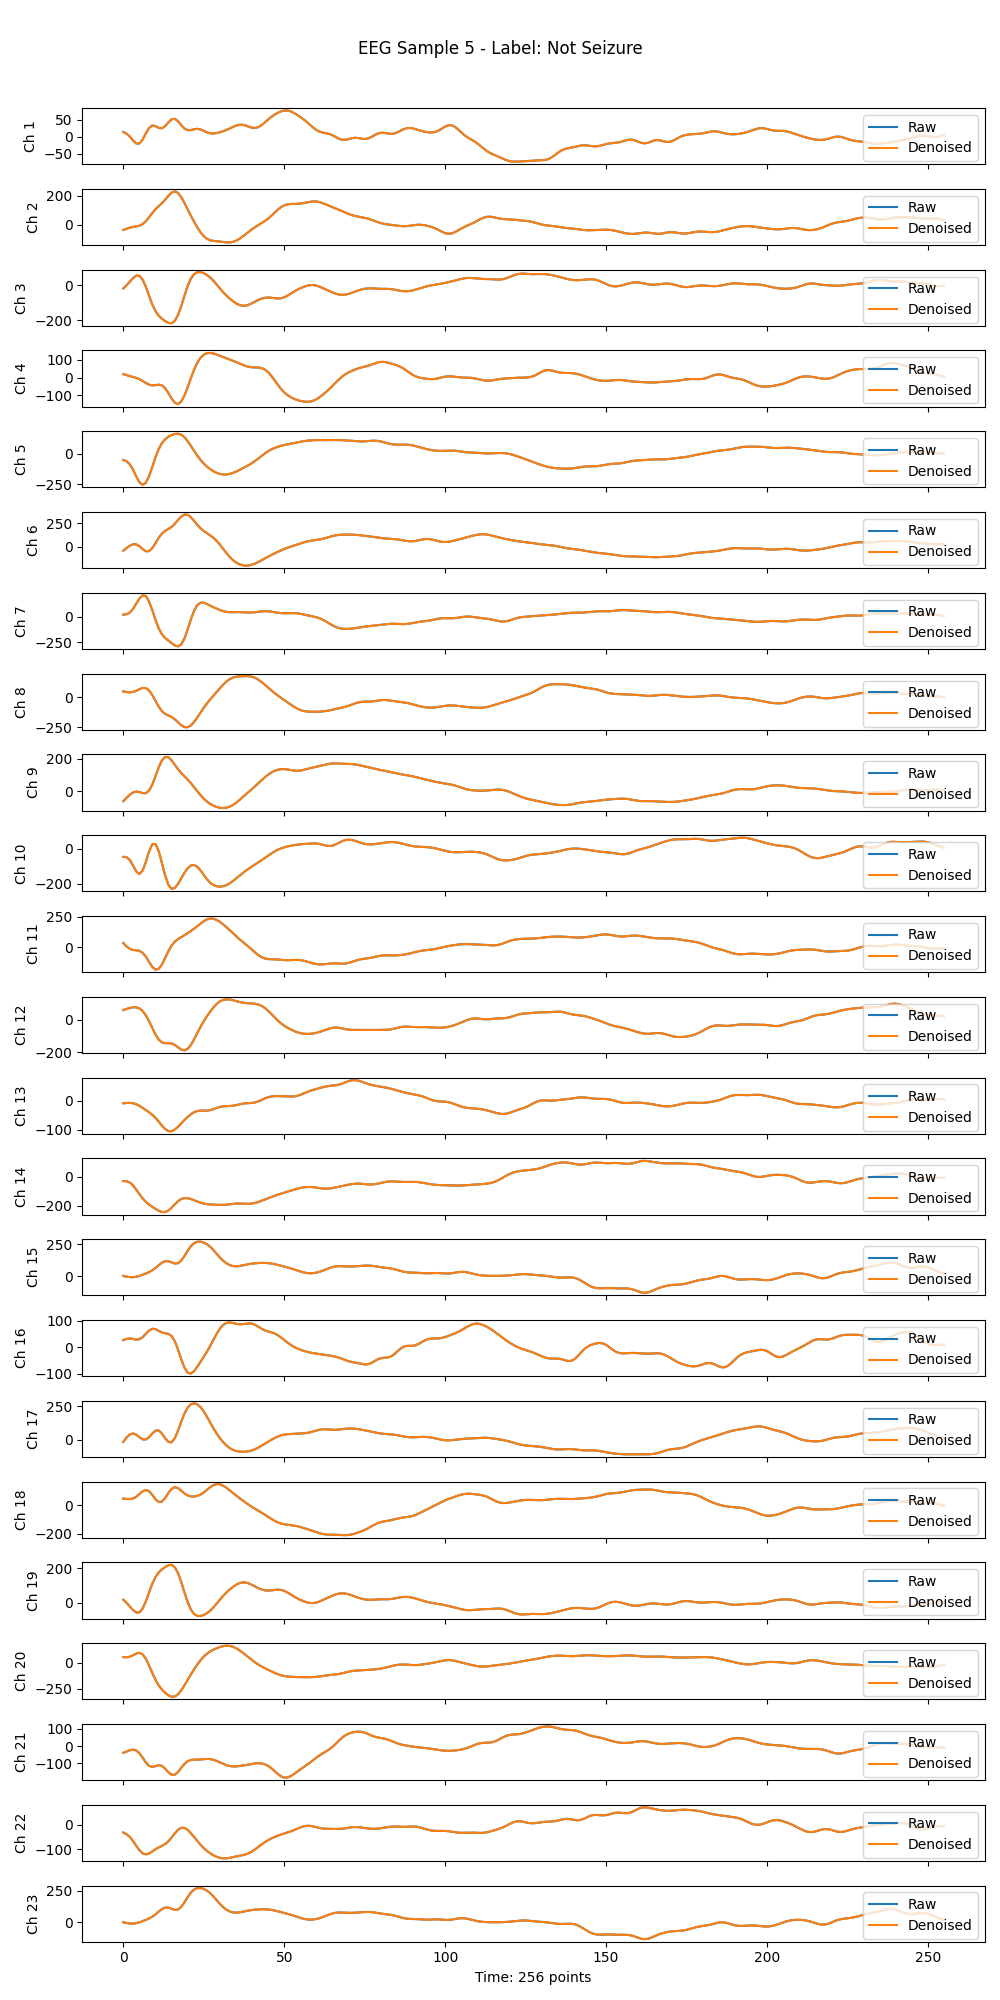 EEG Sample 5 - Label: Not Seizure
Ch 1
50
0
−50
Raw
Denoised
Ch 2
200
0
Raw
Denoised
Ch 3
0
−200
Raw
Denoised
Ch 4
100
0
−100
Raw
Denoised
Ch 5
0
−250
Raw
Denoised
Ch 6
250
0
Raw
Denoised
Ch 7
0
−250
Raw
Denoised
Ch 8
0
−250
Raw
Denoised
Ch 9
200
0
Raw
Denoised
Ch 10
0
−200
Raw
Denoised
Ch 11
250
0
Raw
Denoised
Ch 12
0
−200
Raw
Denoised
Ch 13
0
−100
Raw
Denoised
Ch 14
0
−200
Raw
Denoised
Ch 15
250
0
Raw
Denoised
Ch 16
100
0
−100
Raw
Denoised
Ch 17
250
0
Raw
Denoised
Ch 18
0
−200
Raw
Denoised
Ch 19
200
0
Raw
Denoised
Ch 20
0
−250
Raw
Denoised
Ch 21
100
0
−100
Raw
Denoised
Ch 22
0
−100
Raw
Denoised
Ch 23
250
0
Raw
Denoised
0 50 100 150 200 250
Time: 256 points